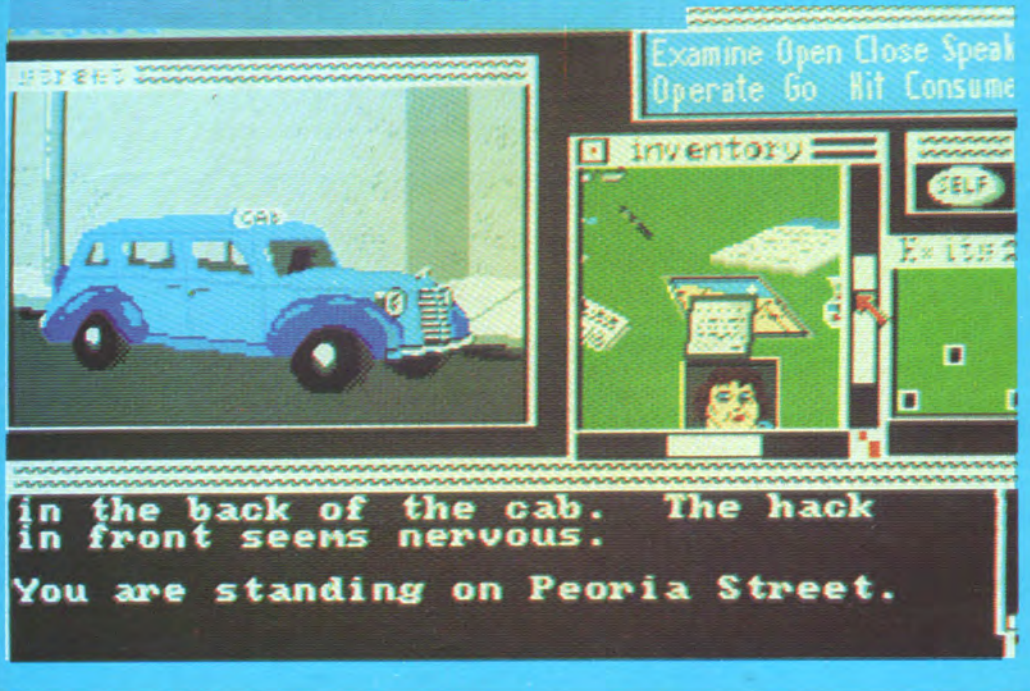 Examine Open Close Speak
Operate Go Hit Consume
inventory
SELF
CAB
in the back of the cab. The hack
in front seems nervous.
You are standing on Peoria Street.